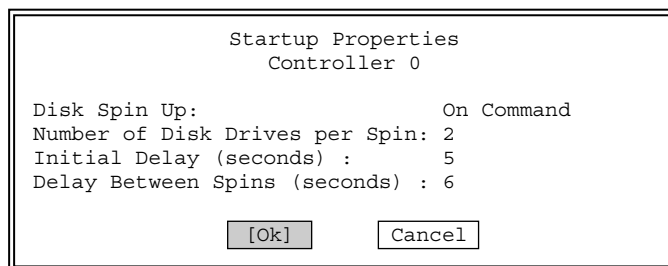 Startup Properties
Controller 0
Disk Spin Up: On Command
Number of Disk Drives per Spin: 2
Initial Delay (seconds) : 5
Delay Between Spins (seconds) : 6
[Ok] Cancel